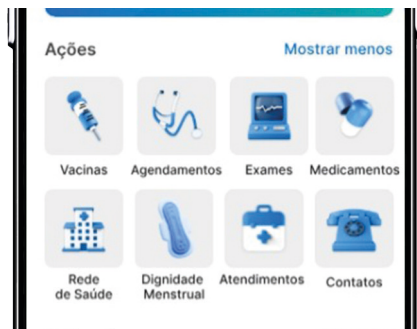 Ações
Mostrar menos
Vacinas
Agendamentos
Exames
Medicamentos
Rede
de Saúde
Dignidade
Menstrual
Atendimentos
Contatos